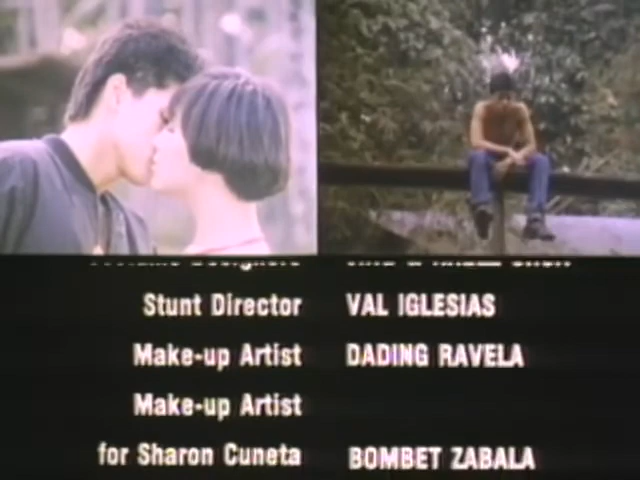 Stunt Director VAL IGLESIAS
Make-up Artist DADING RAVELA
Make-up Artist
for Sharon Cuneta BOMBET ZABALA